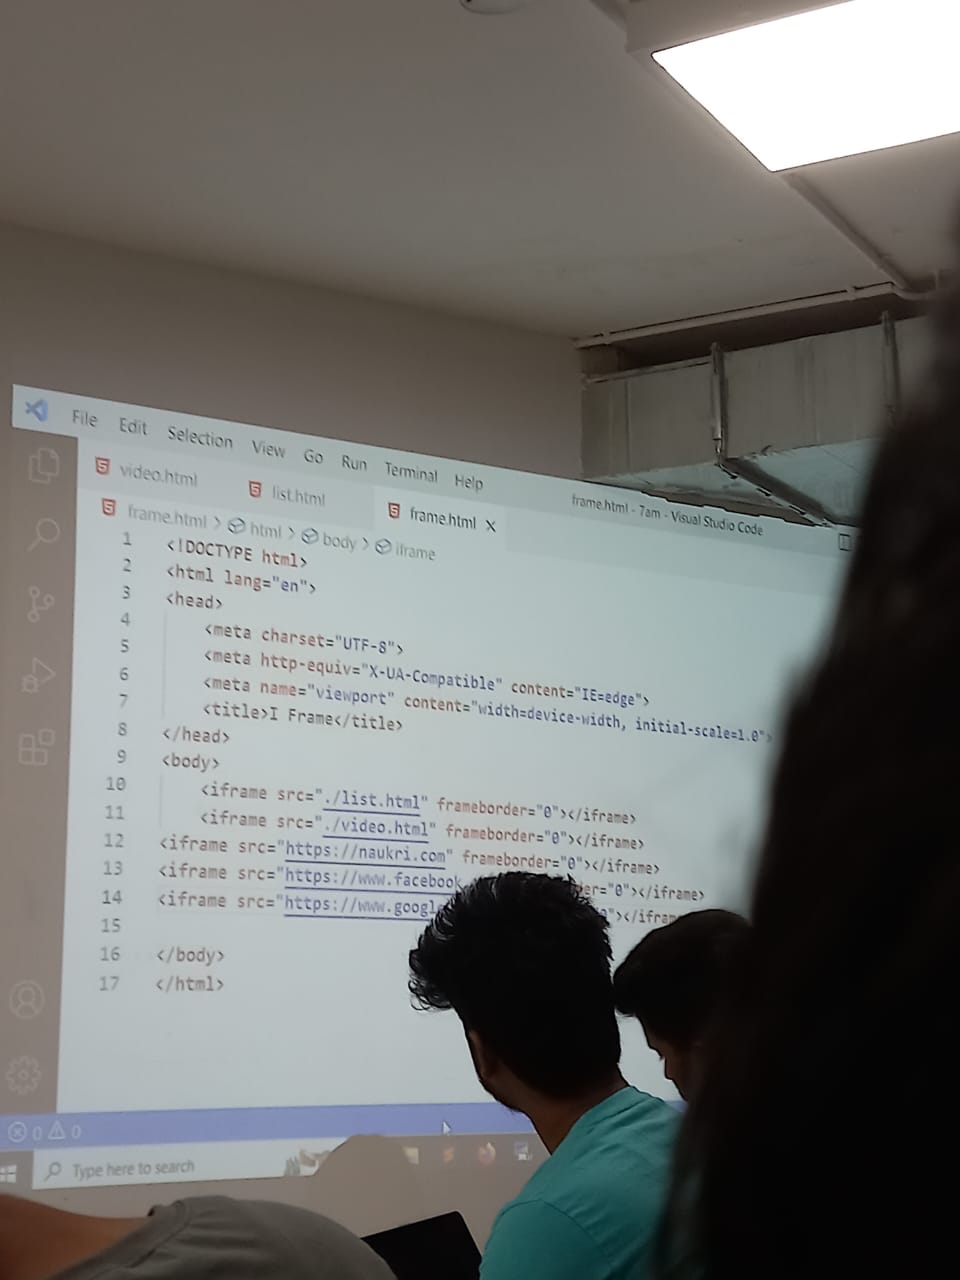 File Edit Selection View Go Run Terminal Help
frame.html - 7am - Visual Studio Code
video.html list.html frame.html ×
frame.html > html > body > iframe
1 <!DOCTYPE html>
2 <html lang="en">
3 <head>
4 <meta charset="UTF-8">
5 <meta http-equiv="X-UA-Compatible" content="IE=edge">
6 <meta name="viewport" content="width=device-width, initial-scale=1.0">
7 <title>I Frame</title>
8 </head>
9 <body>
10 <iframe src="./list.html" frameborder="0"></iframe>
11 <iframe src="./video.html" frameborder="0"></iframe>
12 <iframe src="https://naukri.com" frameborder="0"></iframe>
13 <iframe src="https://www.facebook er="0"></iframe>
14 <iframe src="https://www.googl "></ifram
15
16 </body>
17 </html>
0 0
Type here to search